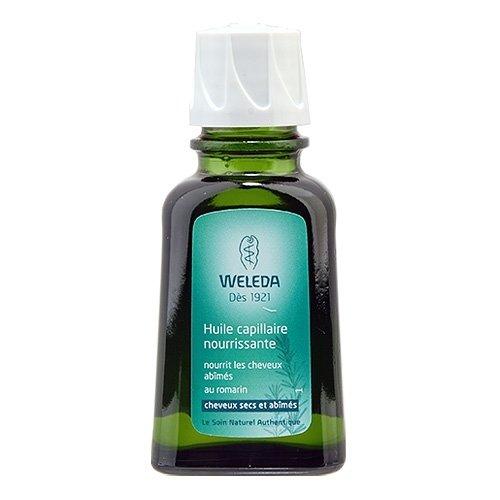 WELEDA
Dès 1921
Huile capillaire
nourrissante
nourrit les cheveux
abîmés
au romarin
cheveux secs et abîmés
Le Soin Naturel Authentique